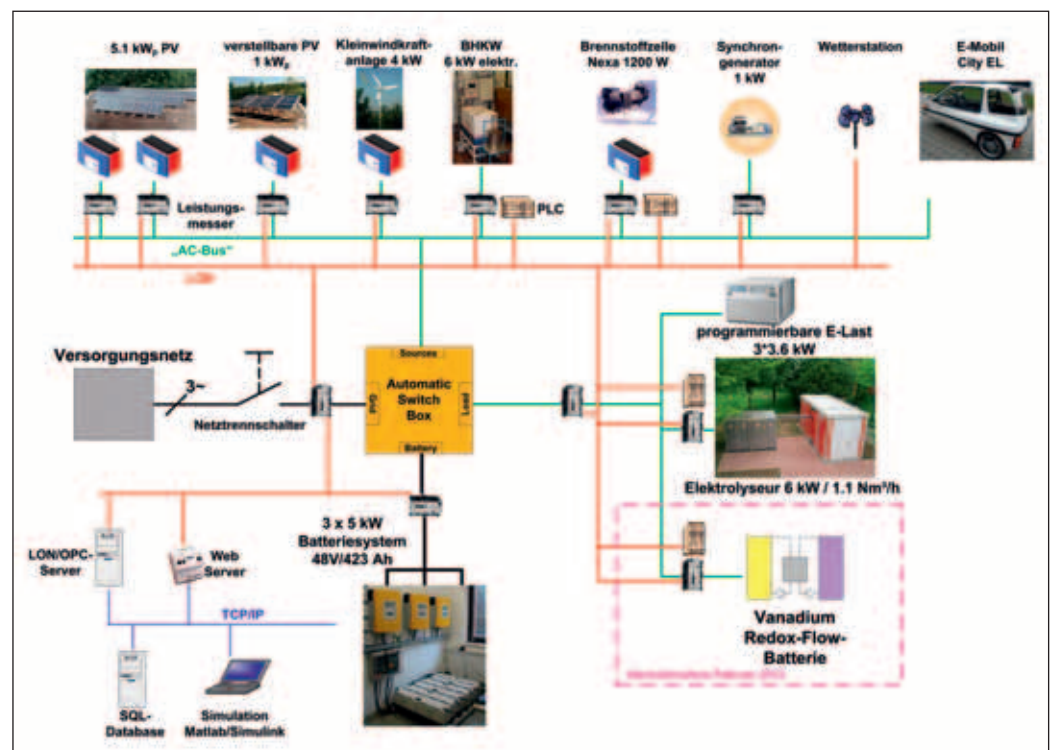 5.1 kWp PV
verstellbare PV
1 kWp
Kleinwindkraft-
anlage 4 kW
BHKW
6 kW elektr.
Brennstoffzelle
Nexa 1200 W
Synchron-
generator
1 kW
Wetterstation
E-Mobil
City EL
Leistungs-
messer
PLC
„AC-Bus“
programmierbare E-Last
3*3.6 kW
Versorgungsnetz
3~
Netztrennschalter
Sources
Grid
Automatic
Switch
Box
Load
Battery
Elektrolyseur 6 kW / 1.1 Nm³/h
3 x 5 kW
Batteriesystem
48V/423 Ah
LON/OPC-
Server
Web
Server
TCP/IP
SQL-
Database
Simulation
Matlab/Simulink
Vanadium
Redox-Flow-
Batterie